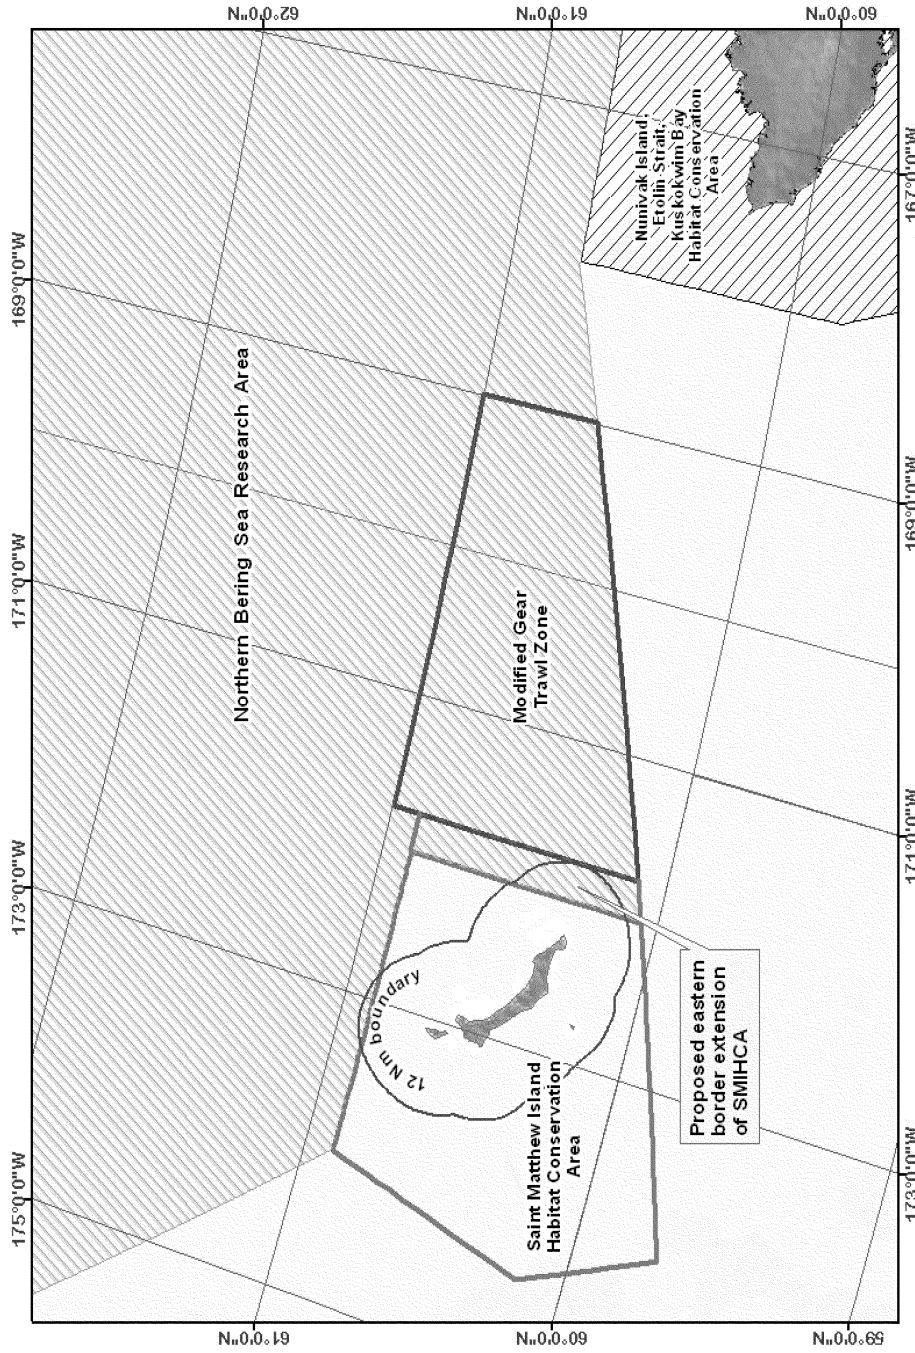 175°0'0"W
173°0'0"W
171°0'0"W
169°0'0"W
62°0'0"N
61°0'0"N
60°0'0"N
61°0'0"N
60°0'0"N
59°0'0"N
Northern Bering Sea Research Area
12 Nm boundary
Modified Gear
Trawl Zone
Saint Matthew Island
Habitat Conservation
Area
Nunivak Island,
Etolin Strait,
Kuskokwim Bay
Habitat Conservation
Area
Proposed eastern
border extension
of SMIHCA
173°0'0"W
171°0'0"W
169°0'0"W
167°0'0"W